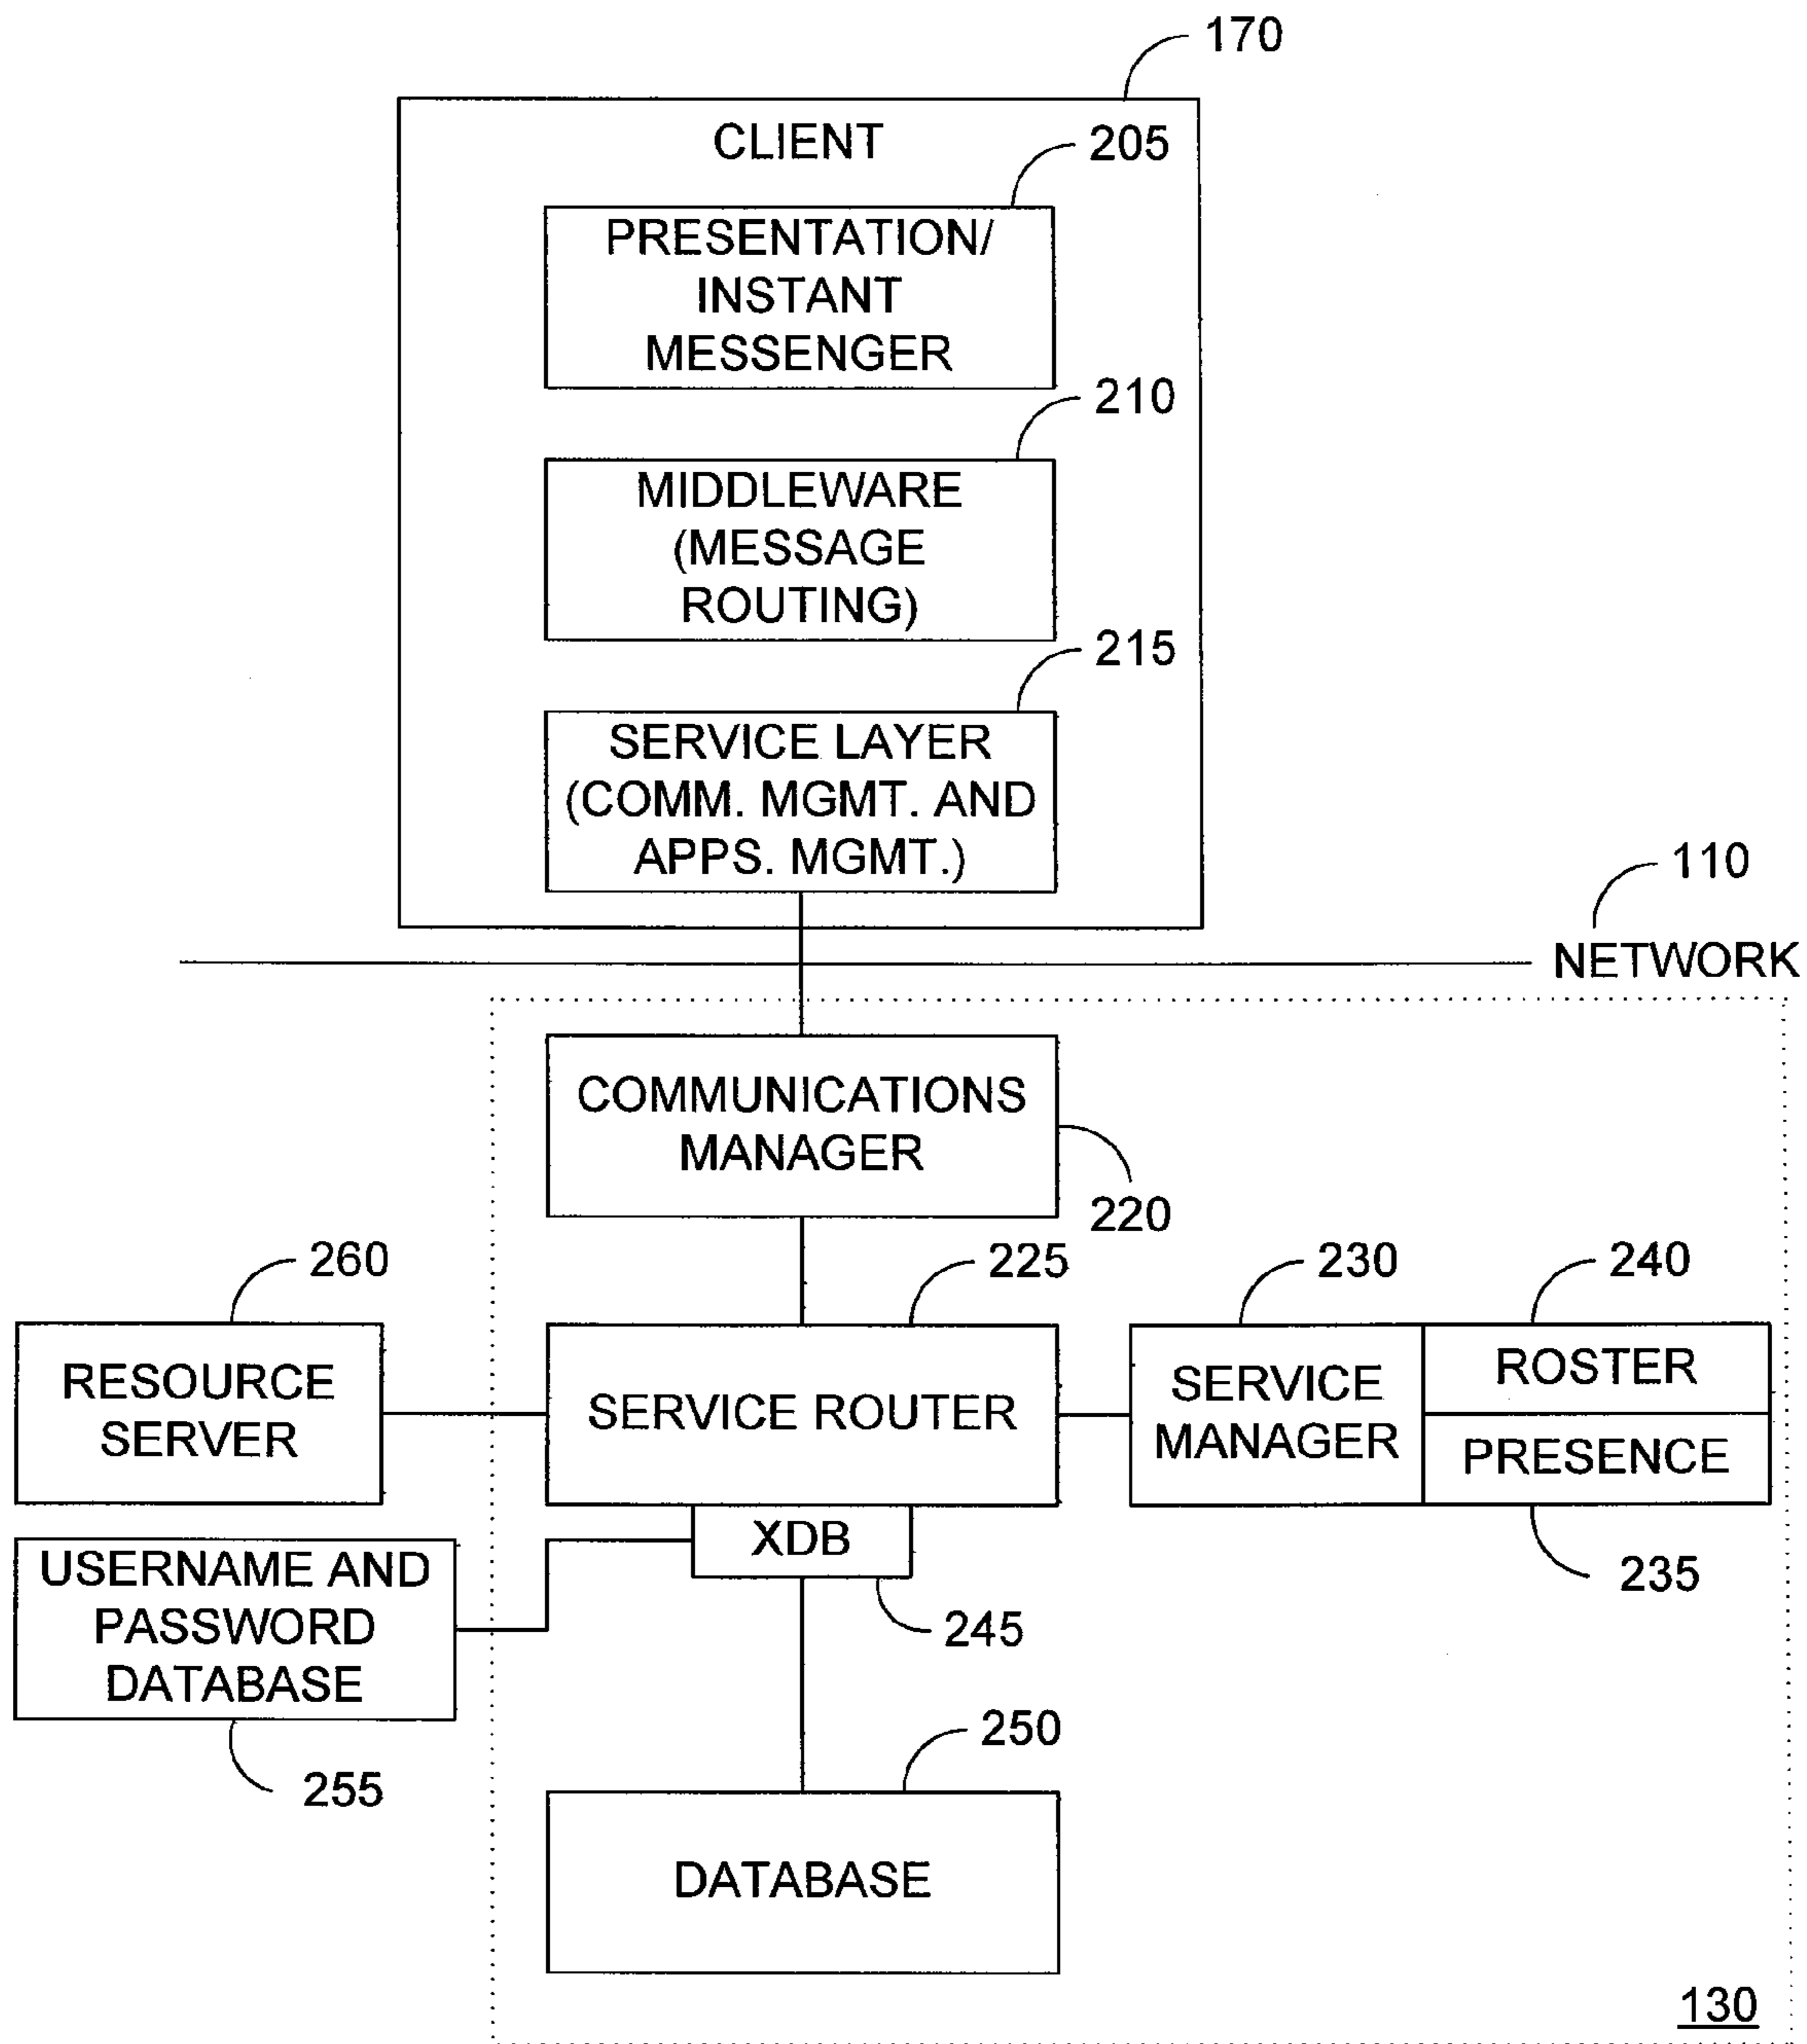 170
CLIENT
205
PRESENTATION/
INSTANT
MESSENGER
210
MIDDLEWARE
(MESSAGE
ROUTING)
215
SERVICE LAYER
(COMM. MGMT. AND
APPS. MGMT.)
110
NETWORK
COMMUNICATIONS
MANAGER
220
260
225
230
240
RESOURCE
SERVER
SERVICE ROUTER
SERVICE
MANAGER
ROSTER
PRESENCE
XDB
235
USERNAME AND
PASSWORD
DATABASE
245
250
255
DATABASE
130